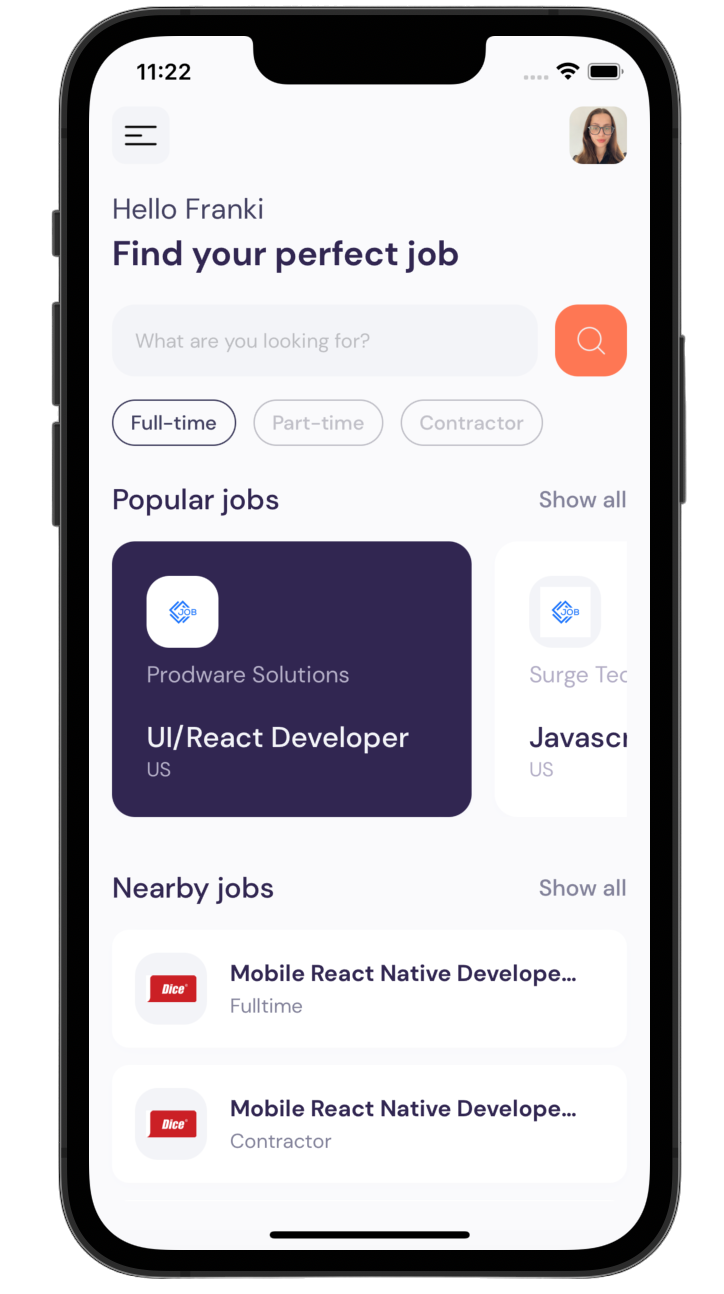 11:22
Hello Franki
Find your perfect job
What are you looking for?
Full-time Part-time Contractor
Popular jobs Show all
JOB JOB
Prodware Solutions Surge Tec
UI/React Developer Javascr
US US
Nearby jobs Show all
Mobile React Native Develope...
Dice
Fulltime
Mobile React Native Develope...
Dice
Contractor